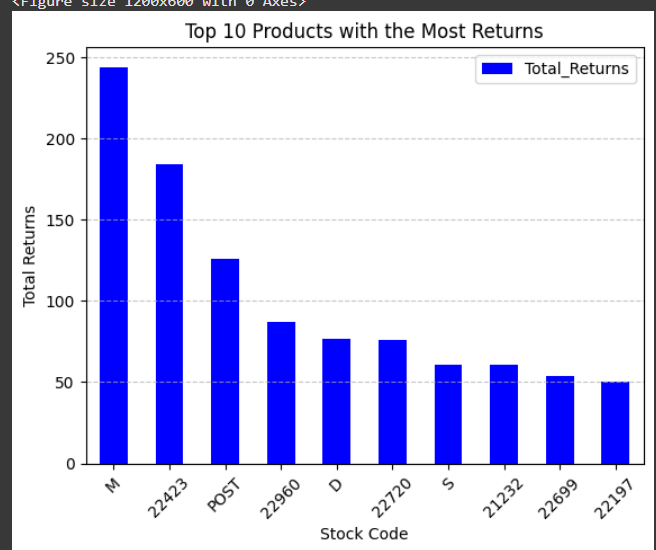 <Figure size 1200x600 with 0 Axes>
Top 10 Products with the Most Returns
Total_Returns
Total Returns
250
200
150
100
50
0
M
22423
POST
22960
D
22720
S
21232
22699
22197
Stock Code